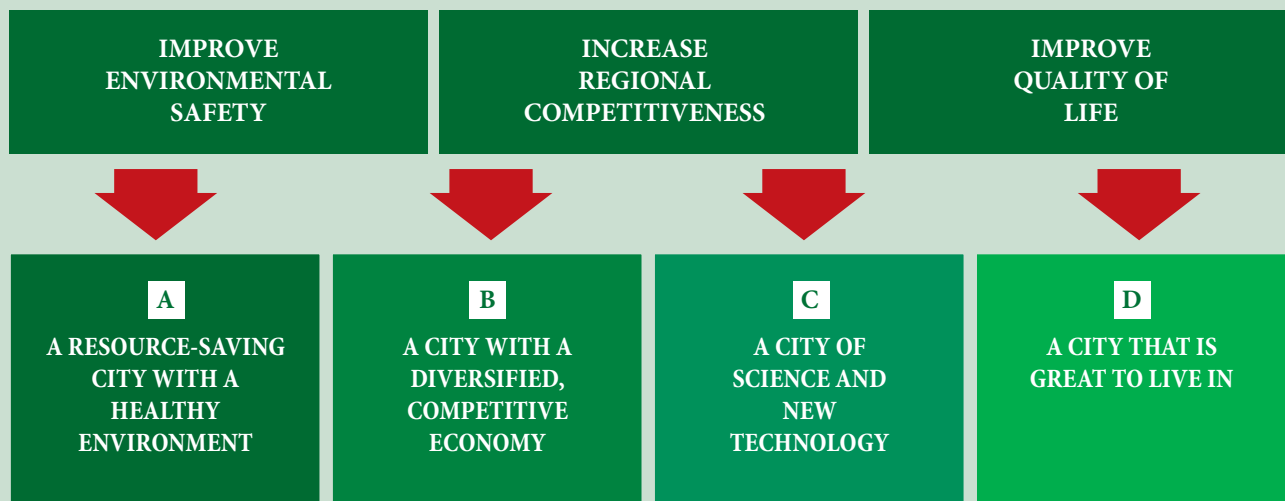 IMPROVE
ENVIRONMENTAL
SAFETY
INCREASE
REGIONAL
COMPETITIVENESS
IMPROVE
QUALITY OF
LIFE
A
A RESOURCE-SAVING
CITY WITH A
HEALTHY
ENVIRONMENT
B
A CITY WITH A
DIVERSIFIED,
COMPETITIVE
ECONOMY
C
A CITY OF
SCIENCE AND
NEW
TECHNOLOGY
D
A CITY THAT IS
GREAT TO LIVE IN